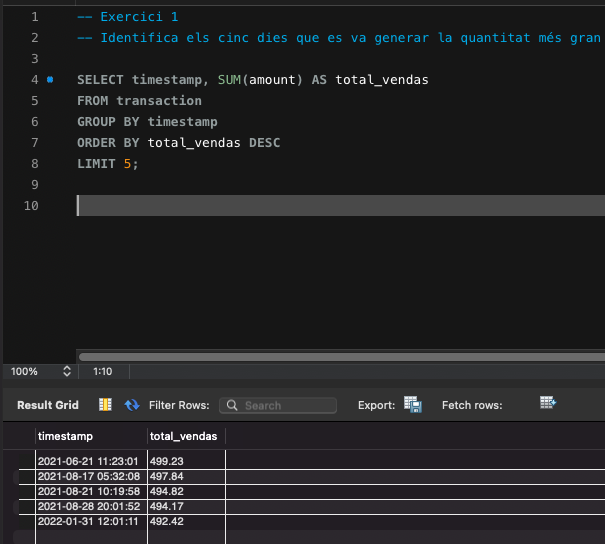 1 -- Exercici 1
2 -- Identifica els cinc dies que es va generar la quantitat més gran
3
4 SELECT timestamp, SUM(amount) AS total_vendas
5 FROM transaction
6 GROUP BY timestamp
7 ORDER BY total_vendas DESC
8 LIMIT 5;
9
10
100% 1:10
Result Grid Filter Rows: Search Export: Fetch rows:
timestamp total_vendas
2021-06-21 11:23:01 499.23
2021-08-17 05:32:08 497.84
2021-08-21 10:19:58 494.82
2021-08-28 20:01:52 494.17
2022-01-31 12:01:11 492.42